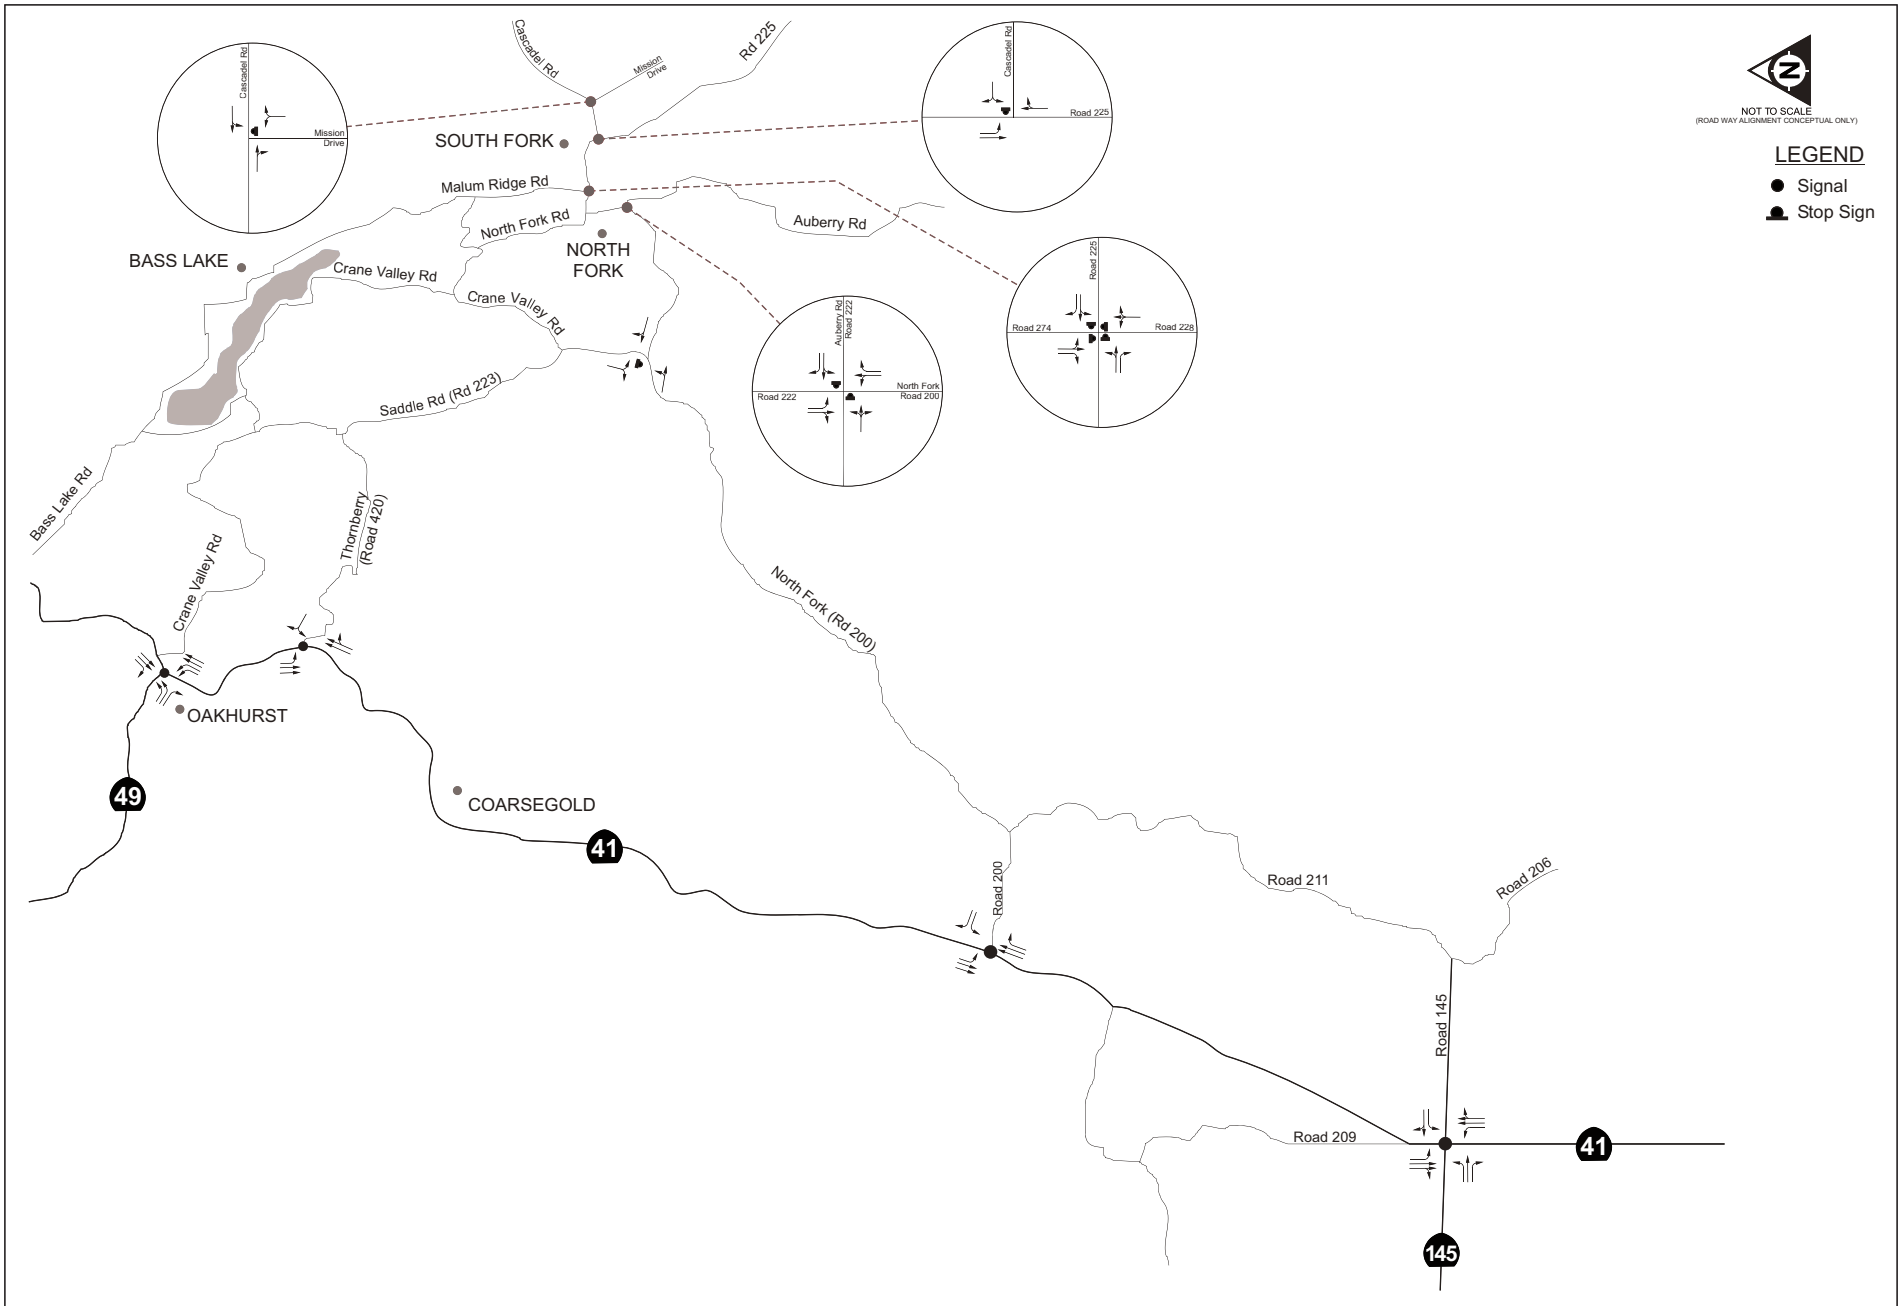 Cascadel Rd
Mission
Drive
Rd 225
Cascadel Rd
Mission
Drive
Cascadel Rd
Road 225
N
NOT TO SCALE
(ROAD WAY ALIGNMENT CONCEPTUAL ONLY)
LEGEND
Signal
Stop Sign
SOUTH FORK
Malum Ridge Rd
North Fork Rd
NORTH
FORK
Auberry Rd
BASS LAKE
Crane Valley Rd
Crane Valley Rd
Road 225
Road 274
Road 228
Auberry Rd
Road 222
Road 222
North Fork
Road 200
Saddle Rd (Rd 223)
Bass Lake Rd
Thornberry
(Road 420)
Crane Valley Rd
North Fork (Rd 200)
OAKHURST
49
COARSEGOLD
41
Road 200
Road 211
Road 206
Road 145
Road 209
41
145